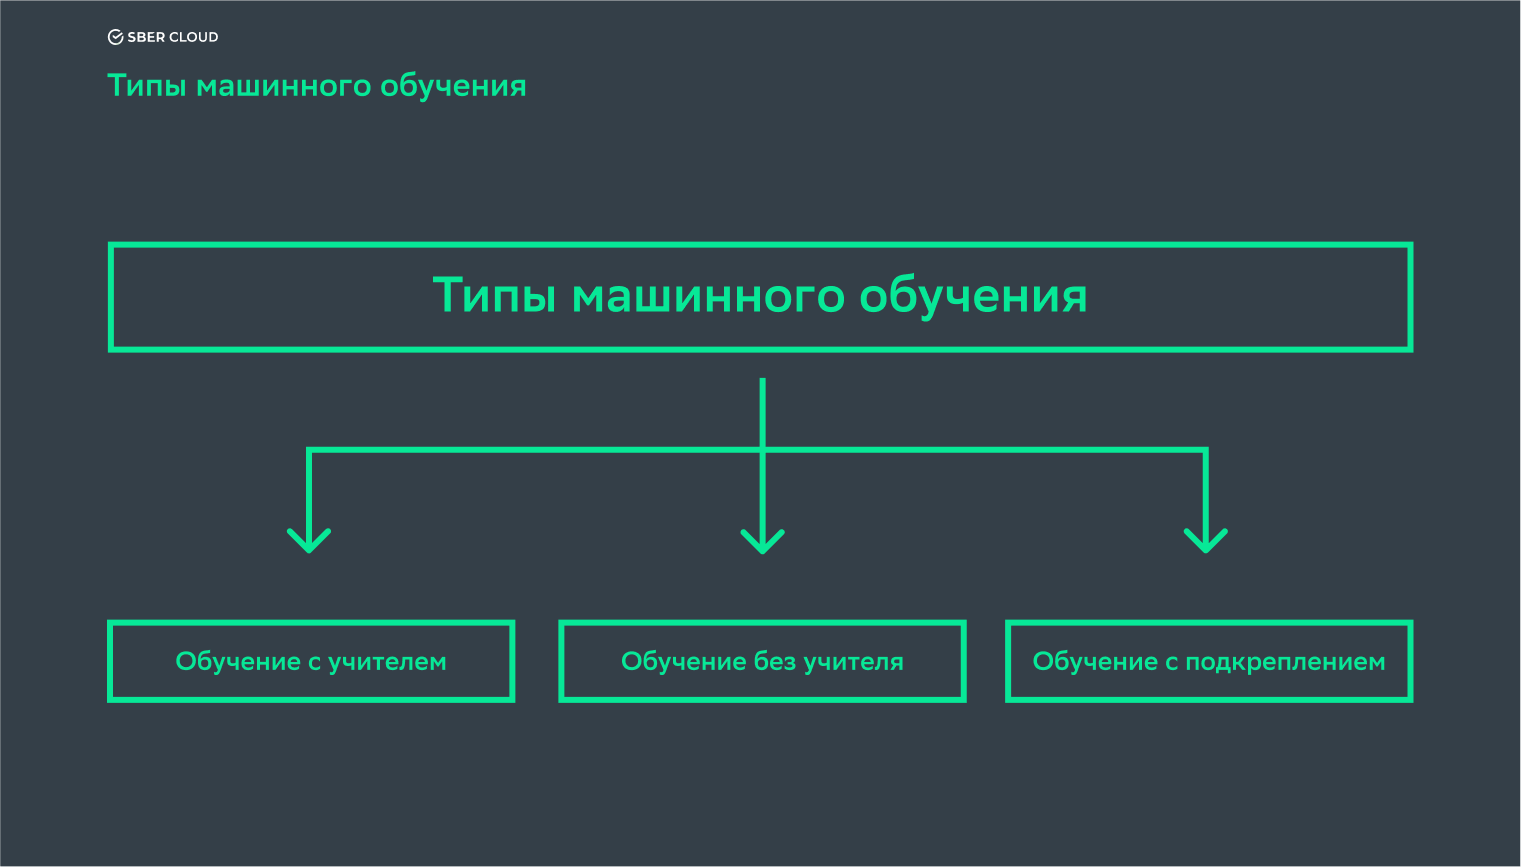 SBER CLOUD
Типы машинного обучения
Типы машинного обучения
Обучение с учителем
Обучение без учителя
Обучение с подкреплением